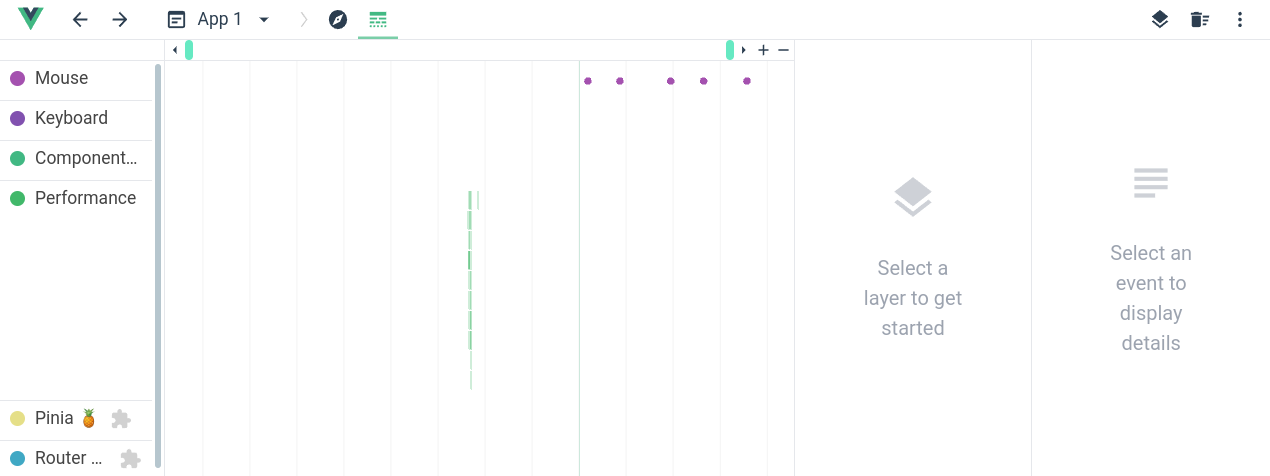 App 1
Mouse
Keyboard
Component...
Performance
Pinia 🍍
Router ...
Select a
layer to get
started
Select an
event to
display
details